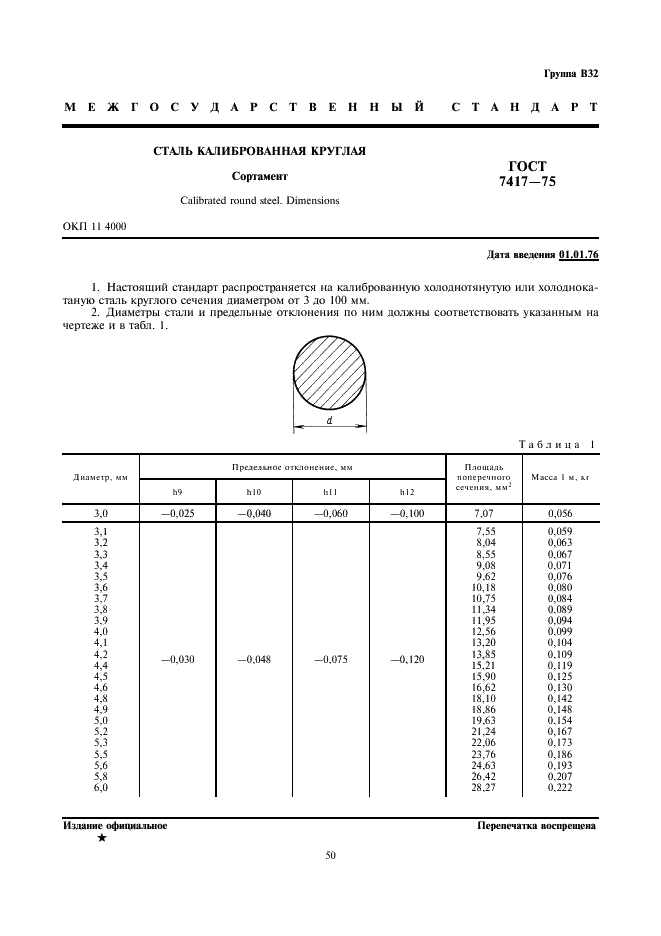 Группа В32
МЕЖГОСУДАРСТВЕННЫЙ СТАНДАРТ
СТАЛЬ КАЛИБРОВАННАЯ КРУГЛАЯ
Сортамент
Calibrated round steel. Dimensions
ГОСТ
7417—75
ОКП 11 4000
Дата введения 01.01.76
1. Настоящий стандарт распространяется на калиброванную холоднотянутую или холодноката-
таную сталь круглого сечения диаметром от 3 до 100 мм.
2. Диаметры стали и предельные отклонения по ним должны соответствовать указанным на
чертеже и в табл. 1.
d
Таблица 1
Диаметр, мм
Предельное отклонение, мм
h9 h10 h11 h12
Площадь
поперечного
сечения, мм²
Масса 1 м, кг
3,0 —0,025 —0,040 —0,060 —0,100 7,07 0,056
3,1 7,55 0,059
3,2 8,04 0,063
3,3 8,55 0,067
3,4 9,08 0,071
3,5 9,62 0,076
3,6 10,18 0,080
3,7 10,75 0,084
3,8 11,34 0,089
3,9 11,95 0,094
4,0 12,56 0,099
4,1 13,20 0,104
4,2 —0,030 —0,048 —0,075 —0,120 13,85 0,109
4,4 15,21 0,119
4,5 15,90 0,125
4,6 16,62 0,130
4,8 18,10 0,142
4,9 18,86 0,148
5,0 19,63 0,154
5,2 21,24 0,167
5,3 22,06 0,173
5,5 23,76 0,186
5,6 24,63 0,193
5,8 26,42 0,207
6,0 28,27 0,222
Издание официальное
Перепечатка воспрещена
★
50